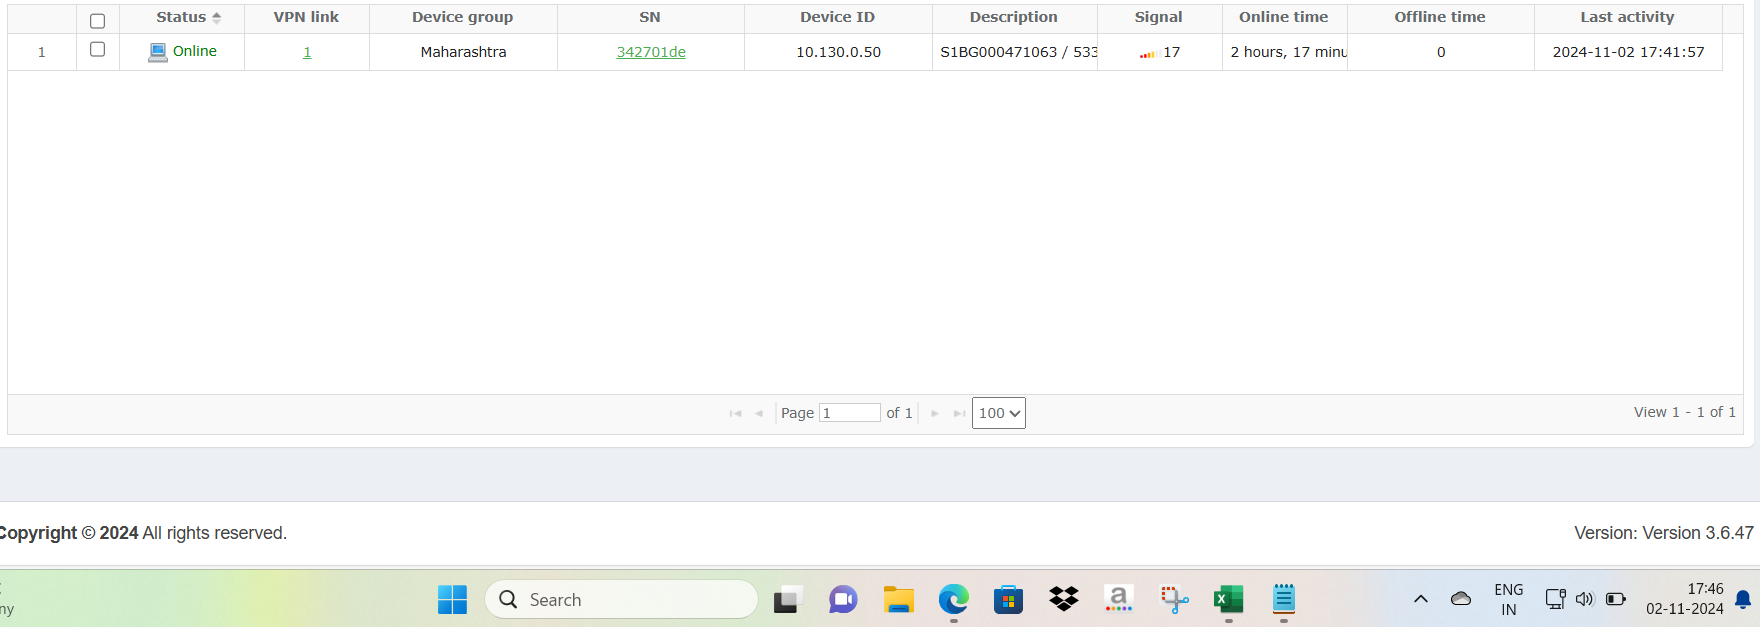 Status VPN link Device group SN Device ID Description Signal Online time Offline time Last activity
1 Online 1 Maharashtra 342701de 10.130.0.50 S1BG000471063 / 533 17 2 hours, 17 minu 0 2024-11-02 17:41:57
Page 1 of 1 100 View 1 - 1 of 1
Copyright © 2024 All rights reserved. Version: Version 3.6.47
Search ENG 17:46
ny IN 02-11-2024